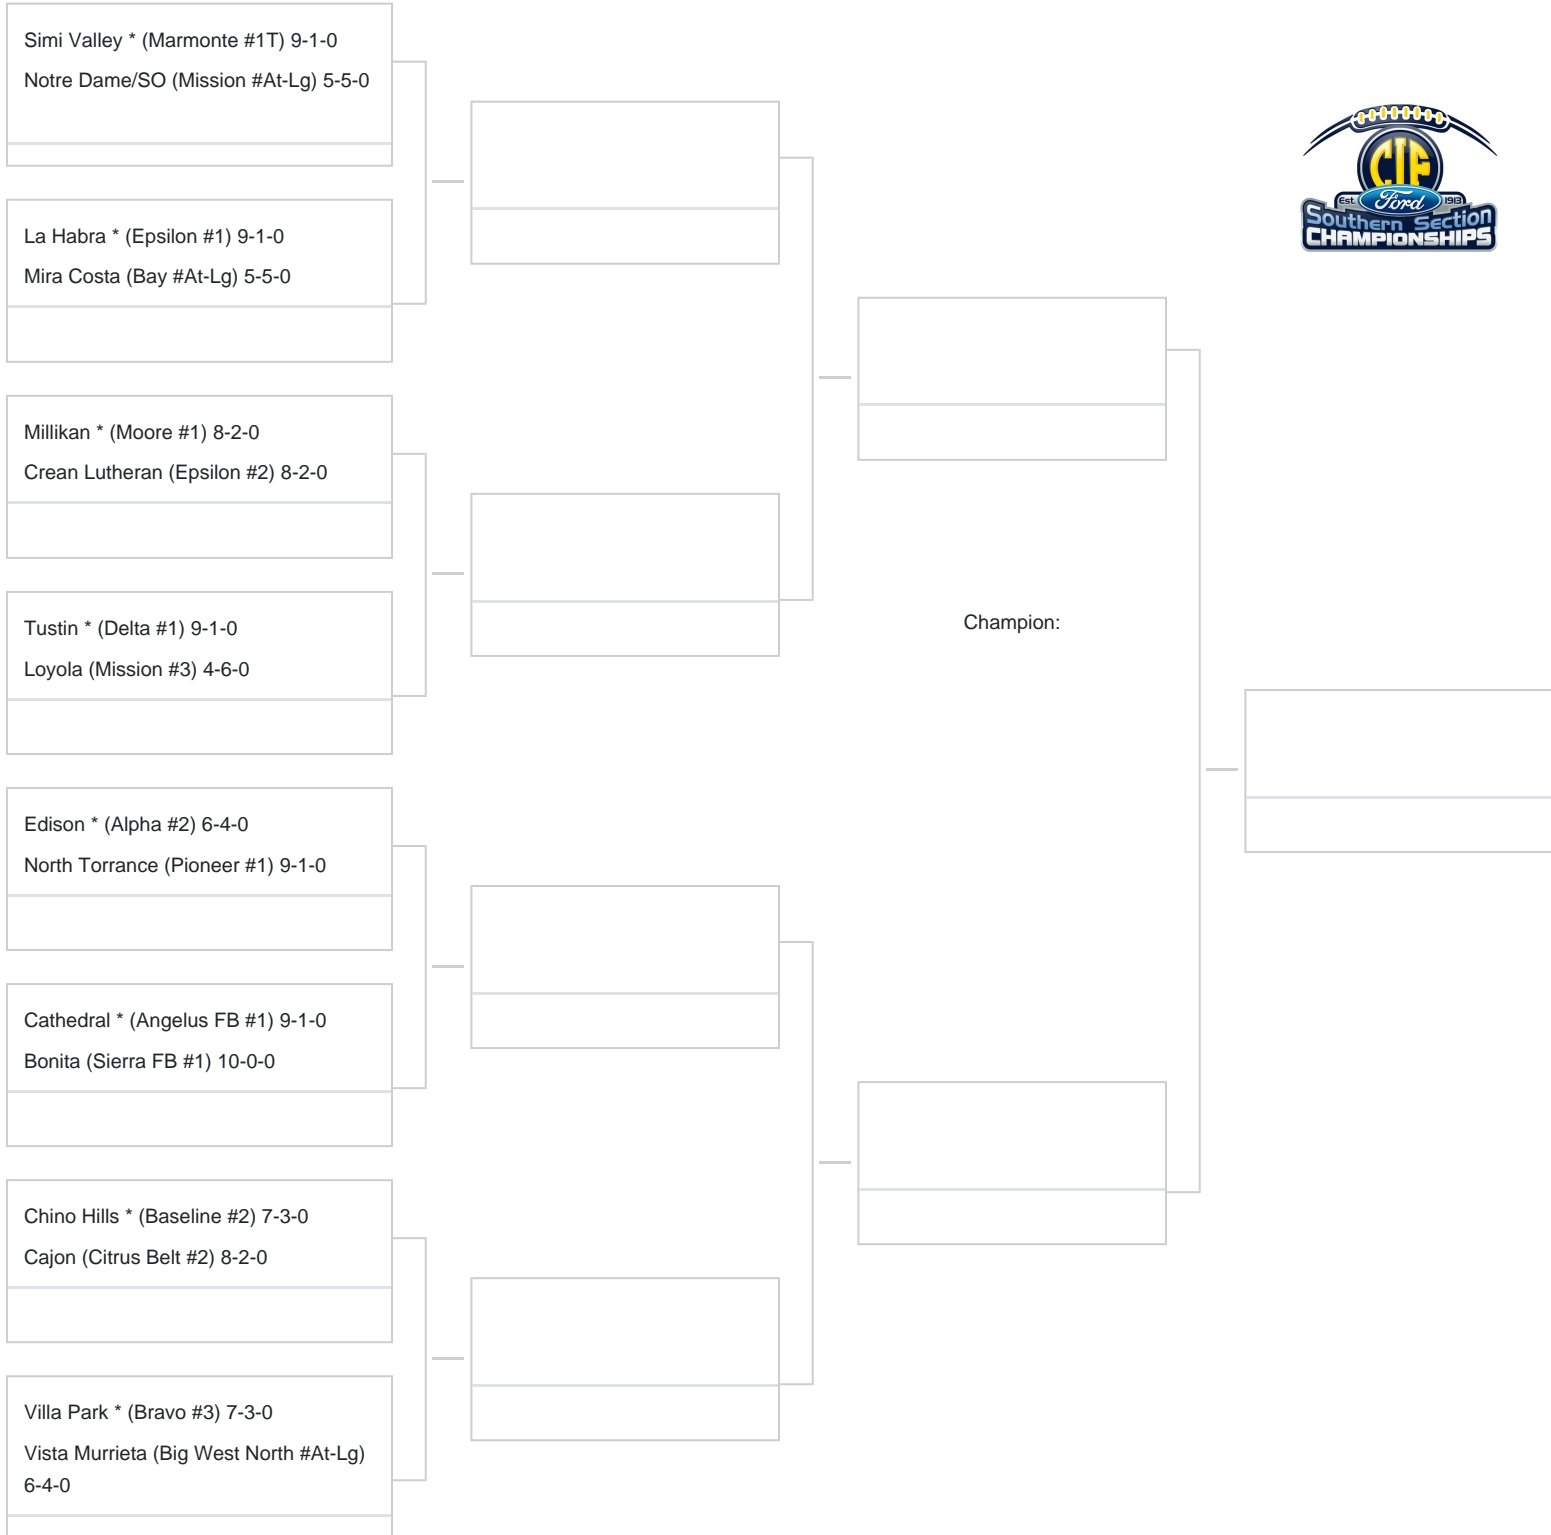 Simi Valley * (Marmonte #1T) 9-1-0
Notre Dame/SO (Mission #At-Lg) 5-5-0
La Habra * (Epsilon #1) 9-1-0
Mira Costa (Bay #At-Lg) 5-5-0
Millikan * (Moore #1) 8-2-0
Crean Lutheran (Epsilon #2) 8-2-0
Tustin * (Delta #1) 9-1-0
Loyola (Mission #3) 4-6-0
Edison * (Alpha #2) 6-4-0
North Torrance (Pioneer #1) 9-1-0
Cathedral * (Angelus FB #1) 9-1-0
Bonita (Sierra FB #1) 10-0-0
Chino Hills * (Baseline #2) 7-3-0
Cajon (Citrus Belt #2) 8-2-0
Villa Park * (Bravo #3) 7-3-0
Vista Murrieta (Big West North #At-Lg)
6-4-0
Champion:
CIF
Est. Ford 1913
Southern Section
CHAMPIONSHIPS